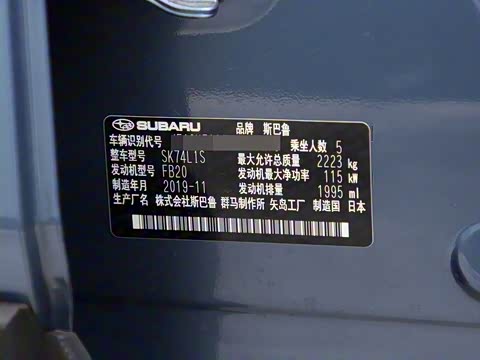 SUBARU 品牌 斯巴鲁
车辆识别代号 乘坐人数 5
整车型号 SK74L1S 最大允许总质量 2223 kg
发动机型号 FB20 发动机最大净功率 115 kW
制造年月 2019-11 发动机排量 1995 ml
生产厂名 株式会社斯巴鲁 群马制作所 矢岛工厂 制造国 日本